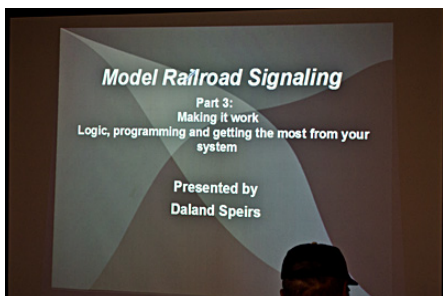 Model Railroad Signaling
Part 3:
Making it work
Logic, programming and getting the most from your
system
Presented by
Daland Speirs